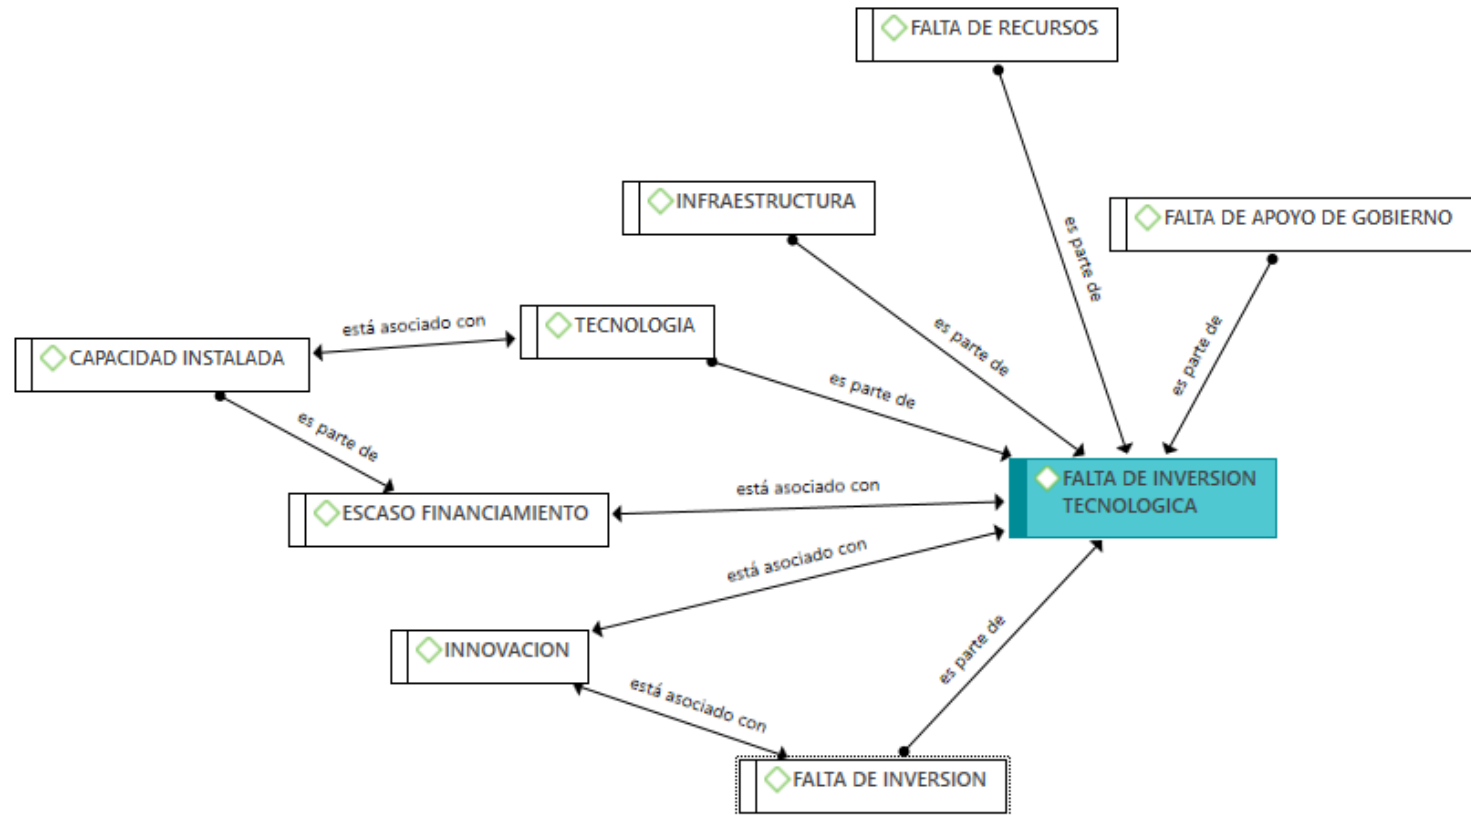 FALTA DE RECURSOS
INFRAESTRUCTURA
FALTA DE APOYO DE GOBIERNO
es parte de
TECNOLOGIA
está asociado con
CAPACIDAD INSTALADA
es parte de
es parte de
es parte de
es parte de
FALTA DE INVERSION
TECNOLOGICA
está asociado con
ESCASO FINANCIAMIENTO
está asociado con
INNOVACION
es parte de
está asociado con
FALTA DE INVERSION